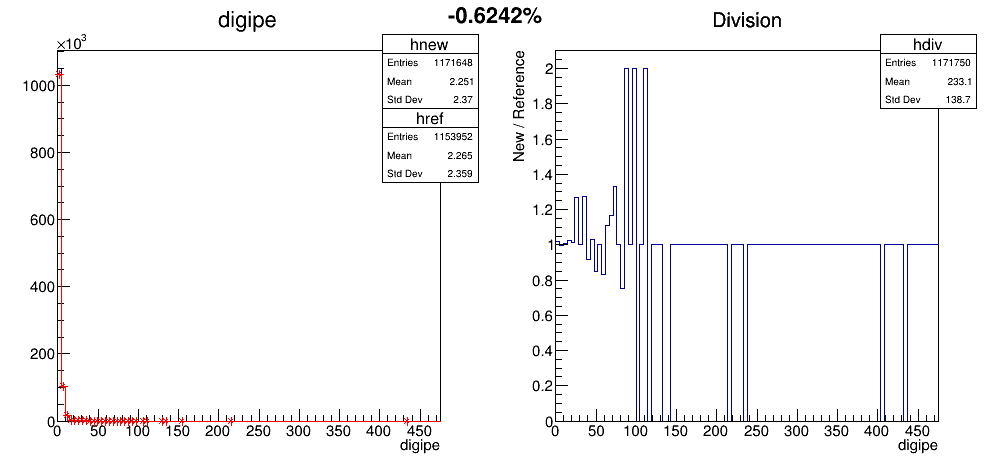 -0.6242%
digipe
×10³
hnew
Entries 1171648
Mean 2.251
Std Dev 2.37
href
Entries 1153952
Mean 2.265
Std Dev 2.359
1000
800
600
400
200
0
0 50 100 150 200 250 300 350 400 450
digipe
Division
hdiv
Entries 1171750
Mean 233.1
Std Dev 138.7
New / Reference
2
1.8
1.6
1.4
1.2
1
0.8
0.6
0.4
0.2
0
0 50 100 150 200 250 300 350 400 450
digipe